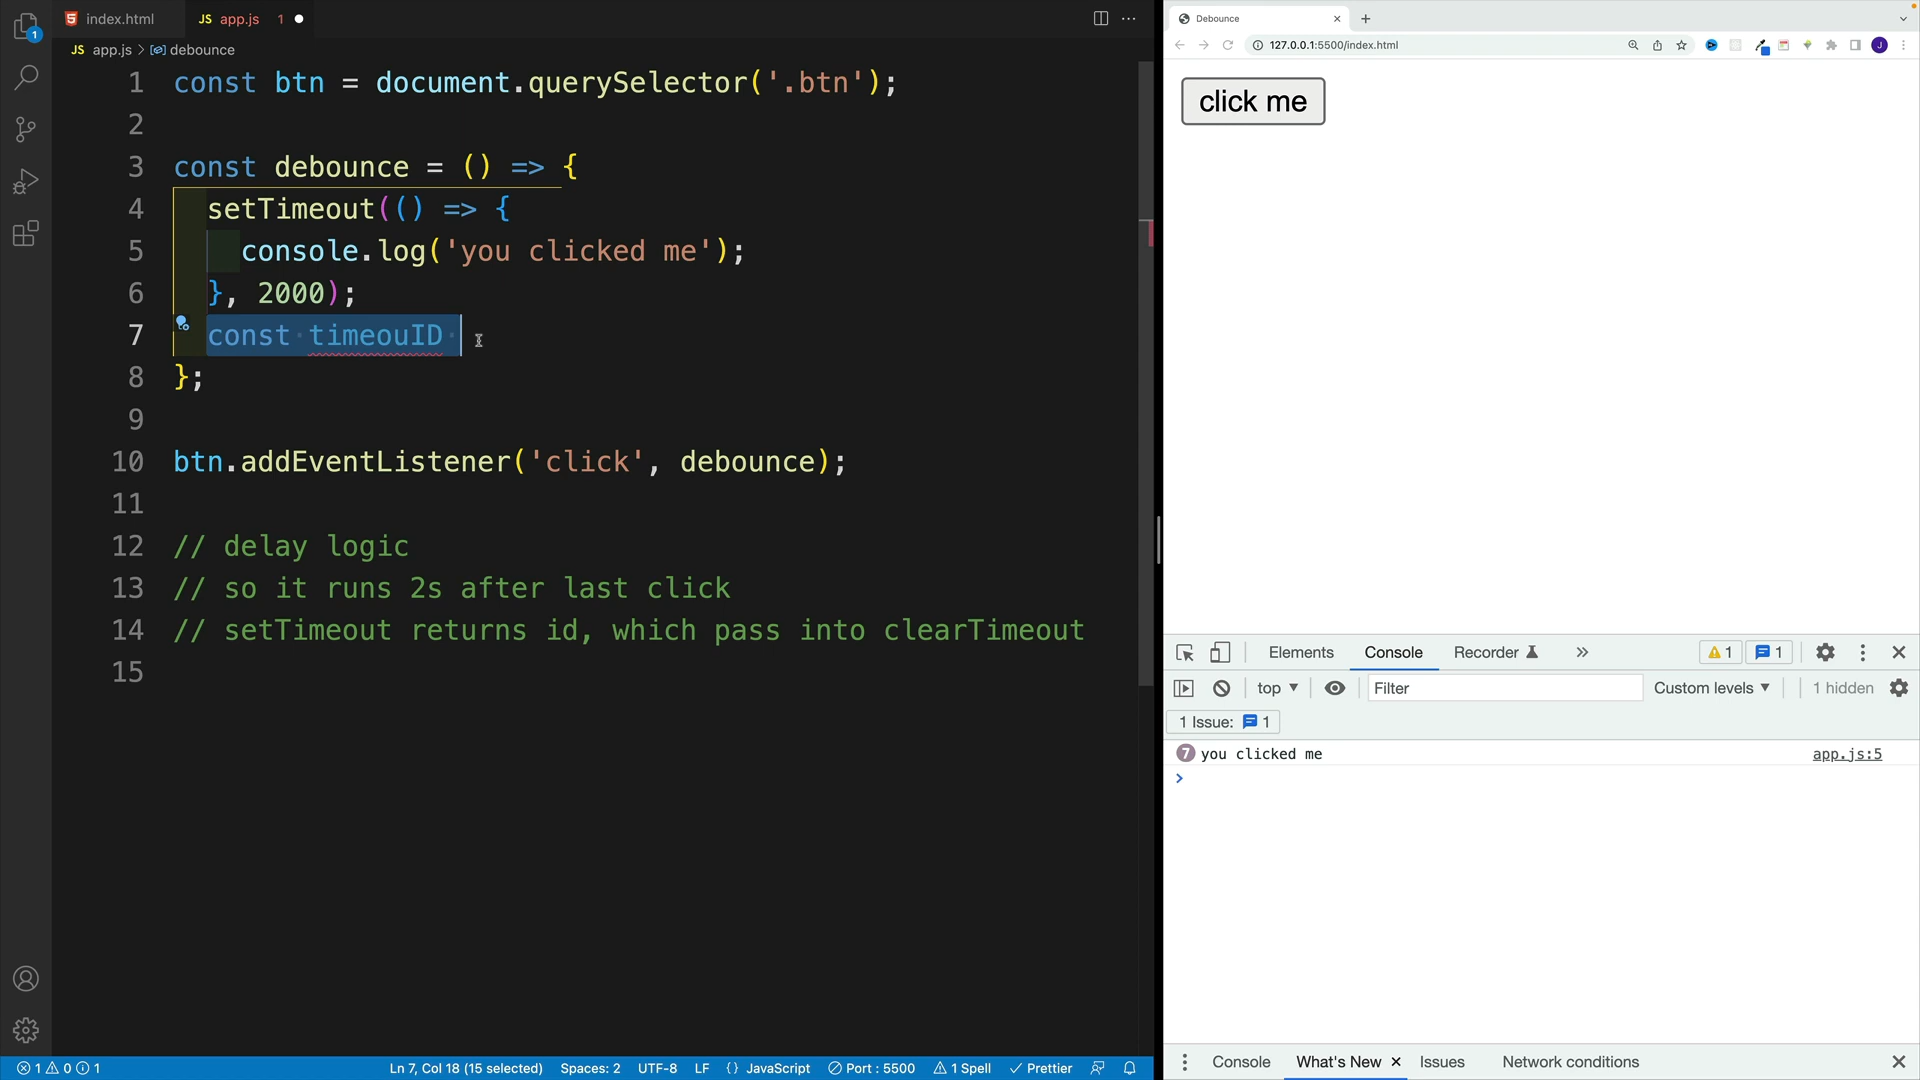 index.html
JS app.js 1
JS app.js > debounce
1 const btn = document.querySelector('.btn');
2
3 const debounce = () => {
4 setTimeout(() => {
5 console.log('you clicked me');
6 }, 2000);
7 const timeouID
8 };
9
10 btn.addEventListener('click', debounce);
11
12 // delay logic
13 // so it runs 2s after last click
14 // setTimeout returns id, which pass into clearTimeout
15
1
1 0 1 Ln 7, Col 18 (15 selected) Spaces: 2 UTF-8 LF {} JavaScript Port : 5500 1 Spell Prettier
Debounce
127.0.0.1:5500/index.html J
click me
Elements Console Recorder 1 1
top Filter Custom levels 1 hidden
1 Issue: 1
7 you clicked me app.js:5
Console What's New Issues Network conditions